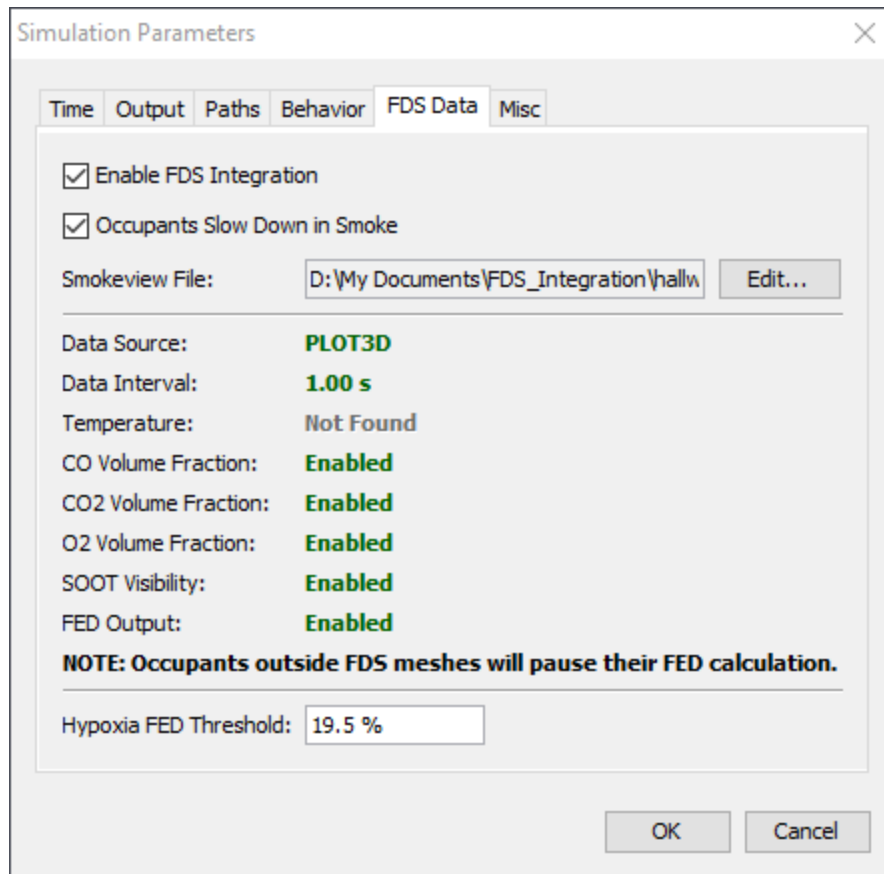 Simulation Parameters
Time Output Paths Behavior FDS Data Misc
Enable FDS Integration
Occupants Slow Down in Smoke
Smokeview File: D:\My Documents\FDS_Integration\hallw Edit...
Data Source: PLOT3D
Data Interval: 1.00 s
Temperature: Not Found
CO Volume Fraction: Enabled
CO2 Volume Fraction: Enabled
O2 Volume Fraction: Enabled
SOOT Visibility: Enabled
FED Output: Enabled
NOTE: Occupants outside FDS meshes will pause their FED calculation.
Hypoxia FED Threshold: 19.5 %
OK Cancel